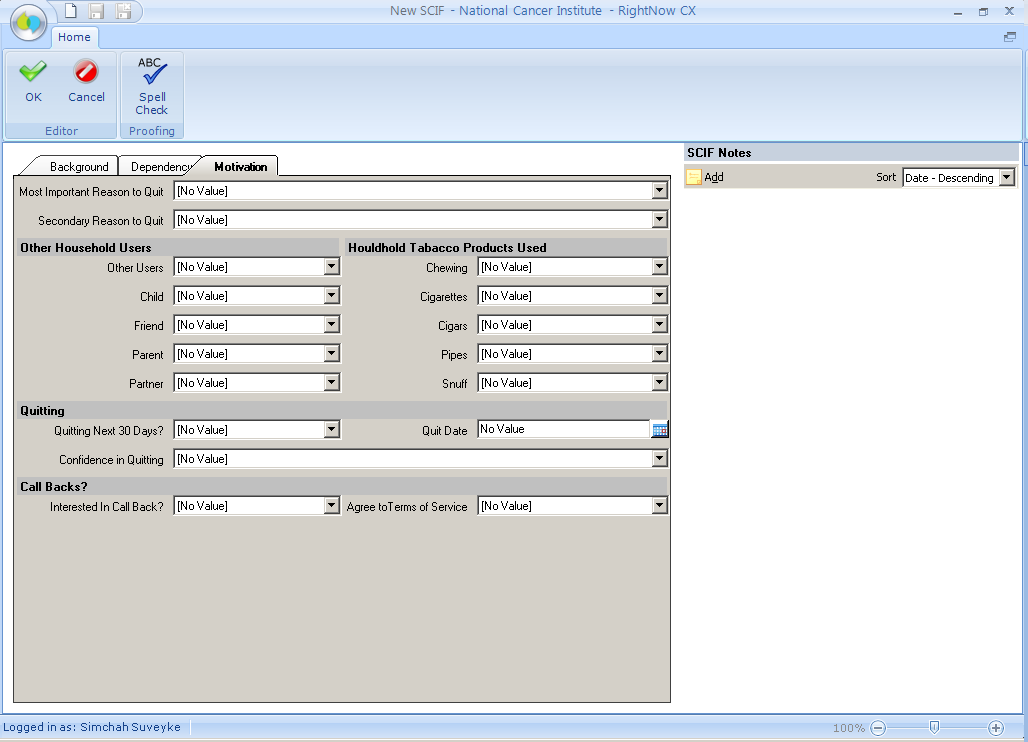 New SCIF - National Cancer Institute - RightNow CX
Home
OK
Cancel
ABC
Spell
Check
Editor
Proofing
Background
Dependency
Motivation
SCIF Notes
Add
Sort
Date - Descending
Most Important Reason to Quit [No Value]
Secondary Reason to Quit [No Value]
Other Household Users
Houldhold Tabacco Products Used
Other Users [No Value]
Chewing [No Value]
Child [No Value]
Cigarettes [No Value]
Friend [No Value]
Cigars [No Value]
Parent [No Value]
Pipes [No Value]
Partner [No Value]
Snuff [No Value]
Quitting
Quitting Next 30 Days? [No Value]
Quit Date No Value
Confidence in Quitting [No Value]
Call Backs?
Interested In Call Back? [No Value]
Agree toTerms of Service [No Value]
Logged in as: Simchah Suveyke
100%